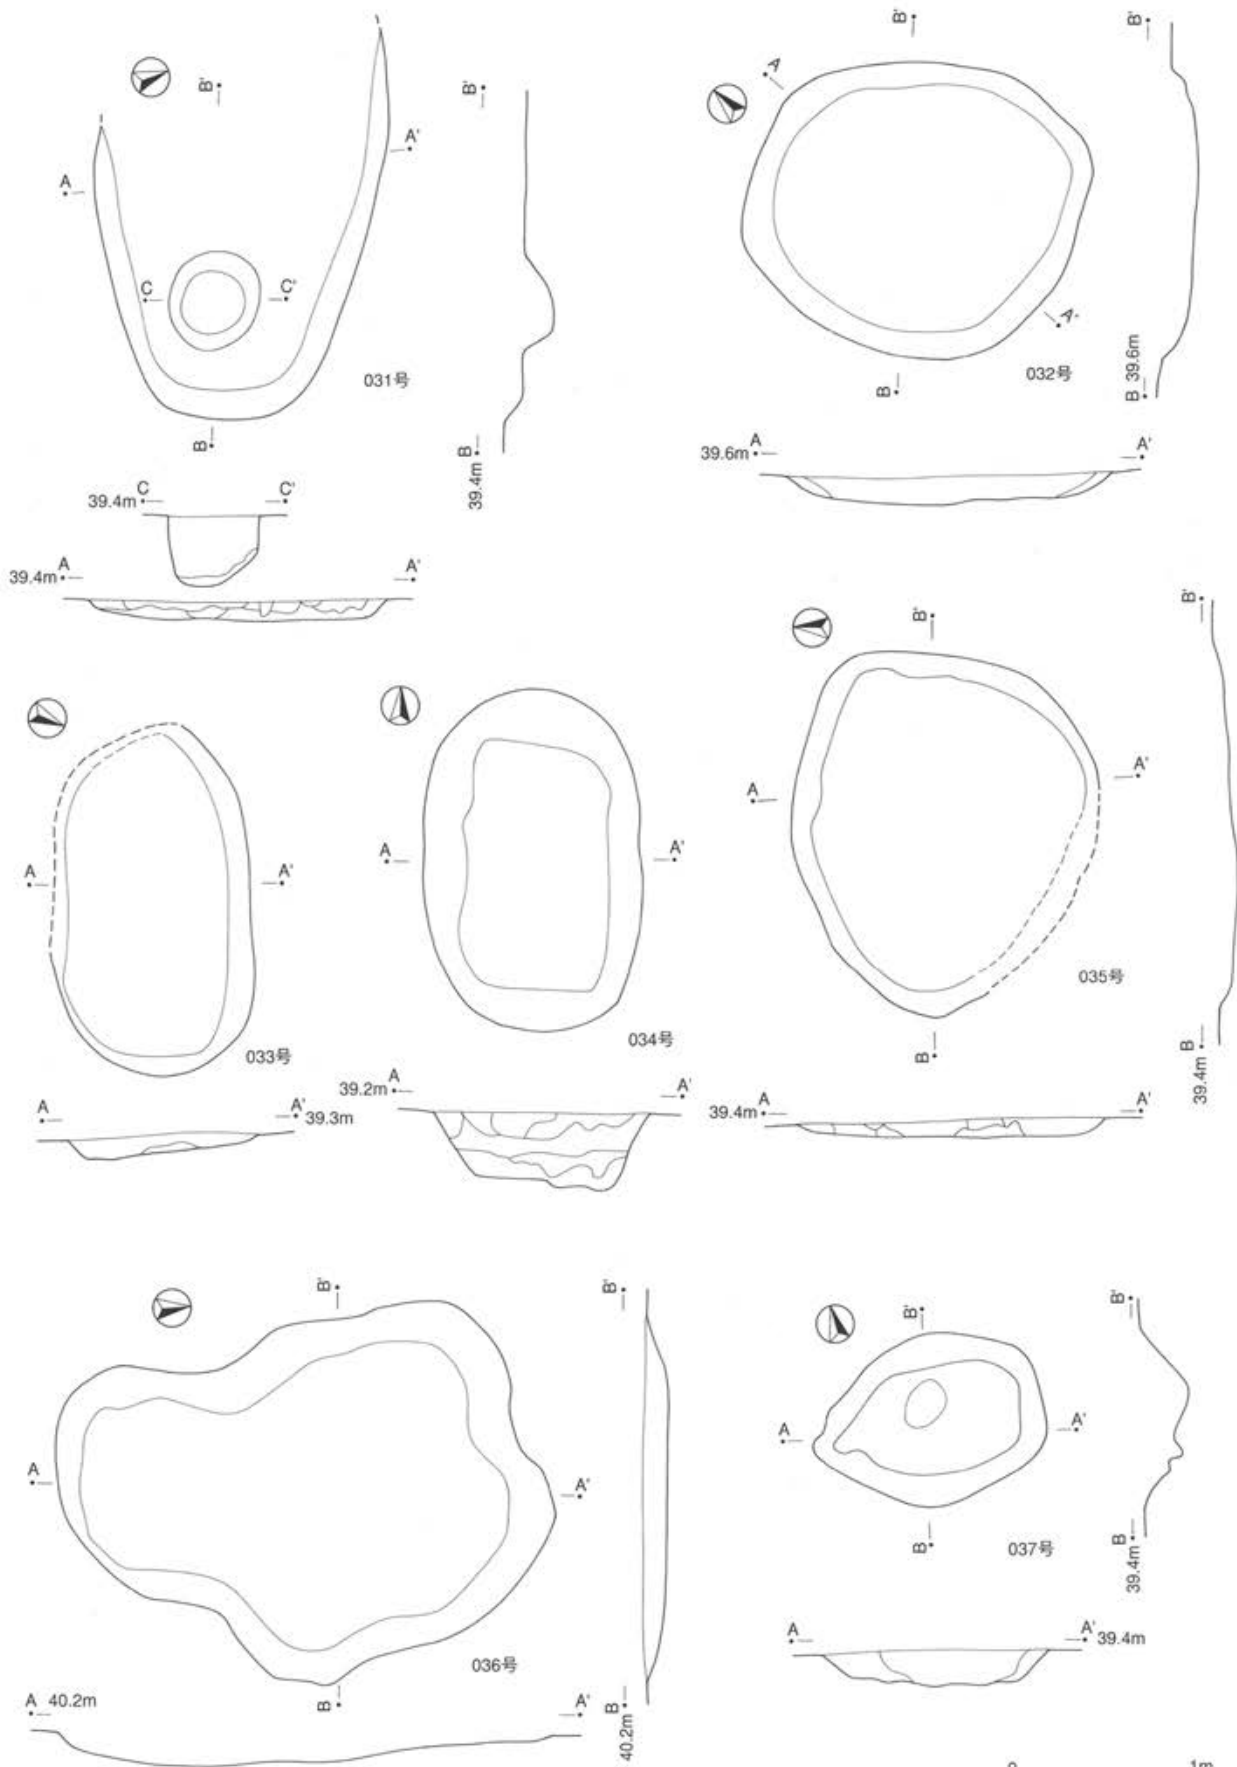 B B'
A A'
C C'
031号
B' B 39.4m
39.4m C C'
39.4m A A'
B' B
A A'
032号
B' B 39.6m
39.6m A A'
A A'
033号
A A' 39.3m
A A'
034号
39.2m A A'
B' B
A A'
035号
B' B 39.4m
39.4m A A'
B' B
A A'
036号
B' B 40.2m
A 40.2m A'
B' B
A A'
037号
B' B 39.4m
A A' 39.4m
0 1m